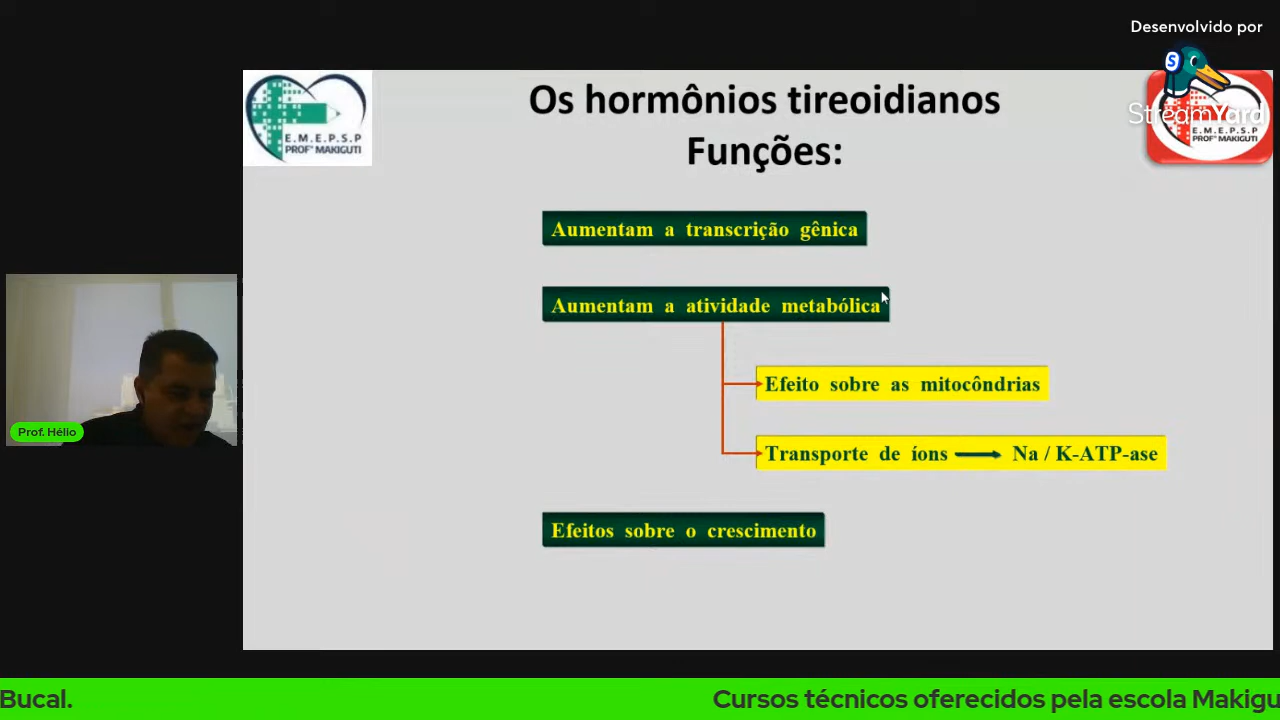 Desenvolvido por
StreamYard
E.M.E.P.S.P
PROFº MAKIGUTI
Os hormônios tireoidianos
Funções:
E.M.E.P.S.P
PROFº MAKIGUTI
Aumentam a transcrição gênica
Aumentam a atividade metabólica
Efeito sobre as mitocôndrias
Transporte de íons Na / K-ATP-ase
Efeitos sobre o crescimento
Prof. Hélio
Bucal. Cursos técnicos oferecidos pela escola Makigu